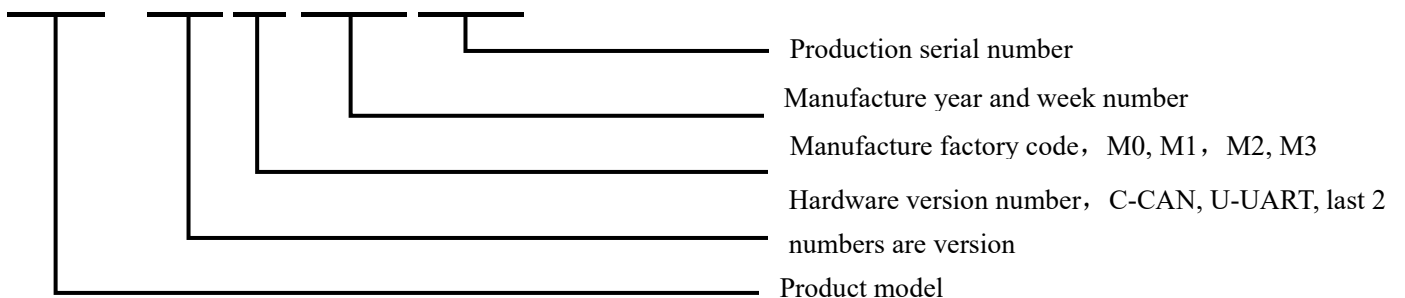 Production serial number
Manufacture year and week number
Manufacture factory code，M0, M1，M2, M3
Hardware version number，C-CAN, U-UART, last 2
numbers are version
Product model